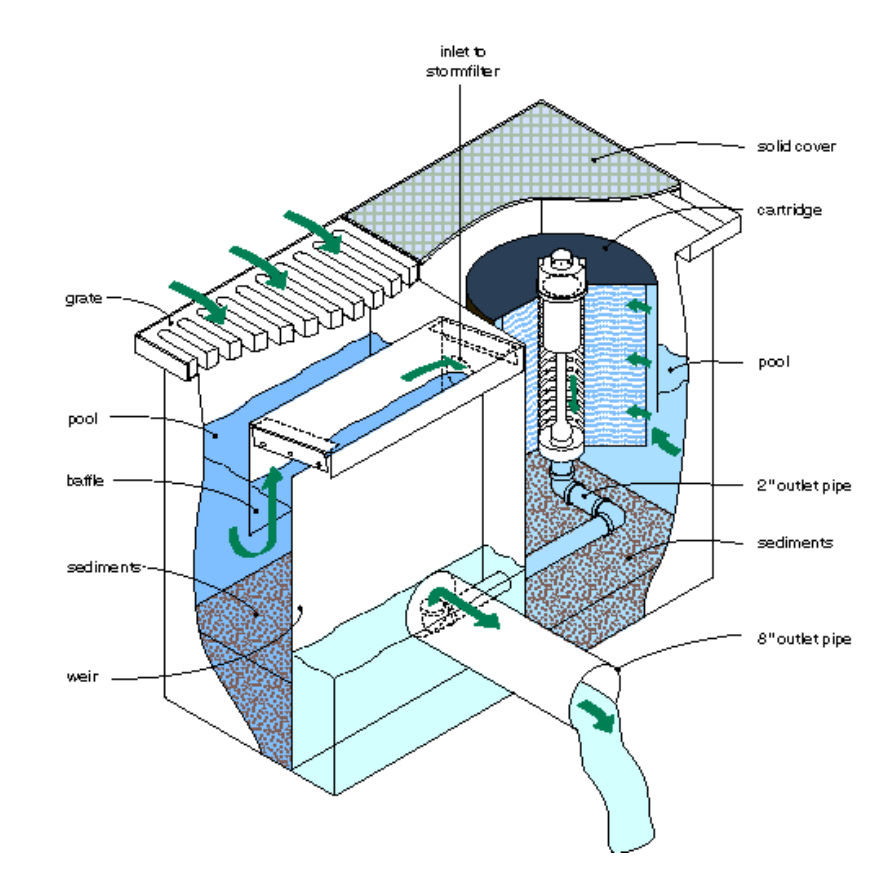 inlet to
stormfilter
solid cover
cartridge
grate
pool
pool
baffle
2" outlet pipe
sediments
sediments
8" outlet pipe
weir